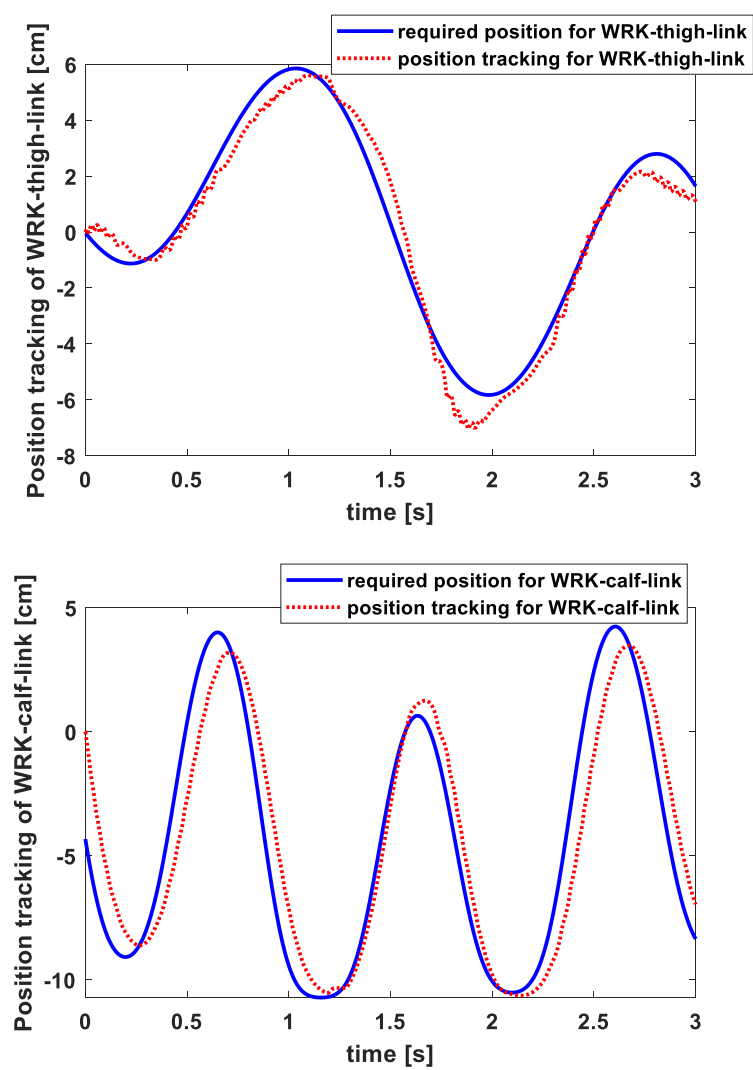 required position for WRK-thigh-link
position tracking for WRK-thigh-link
Position tracking of WRK-thigh-link [cm]
6
4
2
0
-2
-4
-6
-8
0 0.5 1 1.5 2 2.5 3
time [s]
required position for WRK-calf-link
position tracking for WRK-calf-link
Position tracking of WRK-calf-link [cm]
5
0
-5
-10
0 0.5 1 1.5 2 2.5 3
time [s]